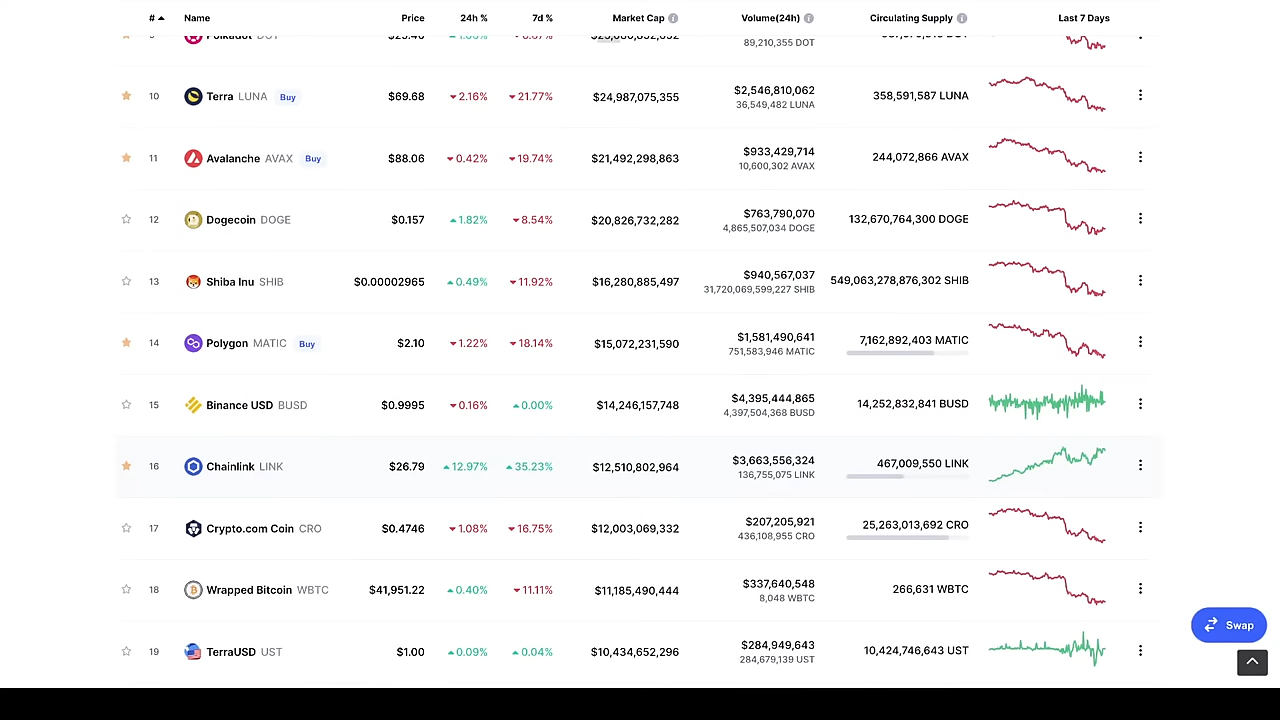 # Name Price 24h % 7d % Market Cap Volume(24h) Circulating Supply Last 7 Days
Polkadot DOT
89,210,355 DOT
10 Terra LUNA Buy $69.68 2.16% 21.77% $24,987,075,355 $2,546,810,062 358,591,587 LUNA
36,549,482 LUNA
11 Avalanche AVAX Buy $88.06 0.42% 19.74% $21,492,298,863 $933,429,714 244,072,866 AVAX
10,600,302 AVAX
12 Dogecoin DOGE $0.157 1.82% 8.54% $20,826,732,282 $763,790,070 132,670,764,300 DOGE
4,865,507,034 DOGE
13 Shiba Inu SHIB $0.00002965 0.49% 11.92% $16,280,885,497 $940,567,037 549,063,278,876,302 SHIB
31,720,069,599,227 SHIB
14 Polygon MATIC Buy $2.10 1.22% 18.14% $15,072,231,590 $1,581,490,641 7,162,892,403 MATIC
751,583,946 MATIC
15 Binance USD BUSD $0.9995 0.16% 0.00% $14,246,157,748 $4,395,444,865 14,252,832,841 BUSD
4,397,504,368 BUSD
16 Chainlink LINK $26.79 12.97% 35.23% $12,510,802,964 $3,663,556,324 467,009,550 LINK
136,755,075 LINK
17 Crypto.com Coin CRO $0.4746 1.08% 16.75% $12,003,069,332 $207,205,921 25,263,013,692 CRO
436,108,955 CRO
18 Wrapped Bitcoin WBTC $41,951.22 0.40% 11.11% $11,185,490,444 $337,640,548 266,631 WBTC
8,048 WBTC
19 TerraUSD UST $1.00 0.09% 0.04% $10,434,652,296 $284,949,643 10,424,746,643 UST
284,679,139 UST
Swap